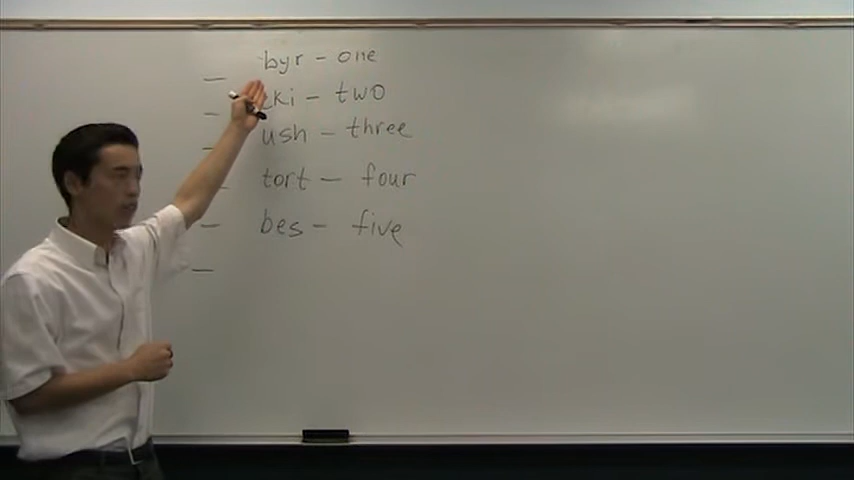 byr - one
eki - two
ush - three
tort - four
bes - five